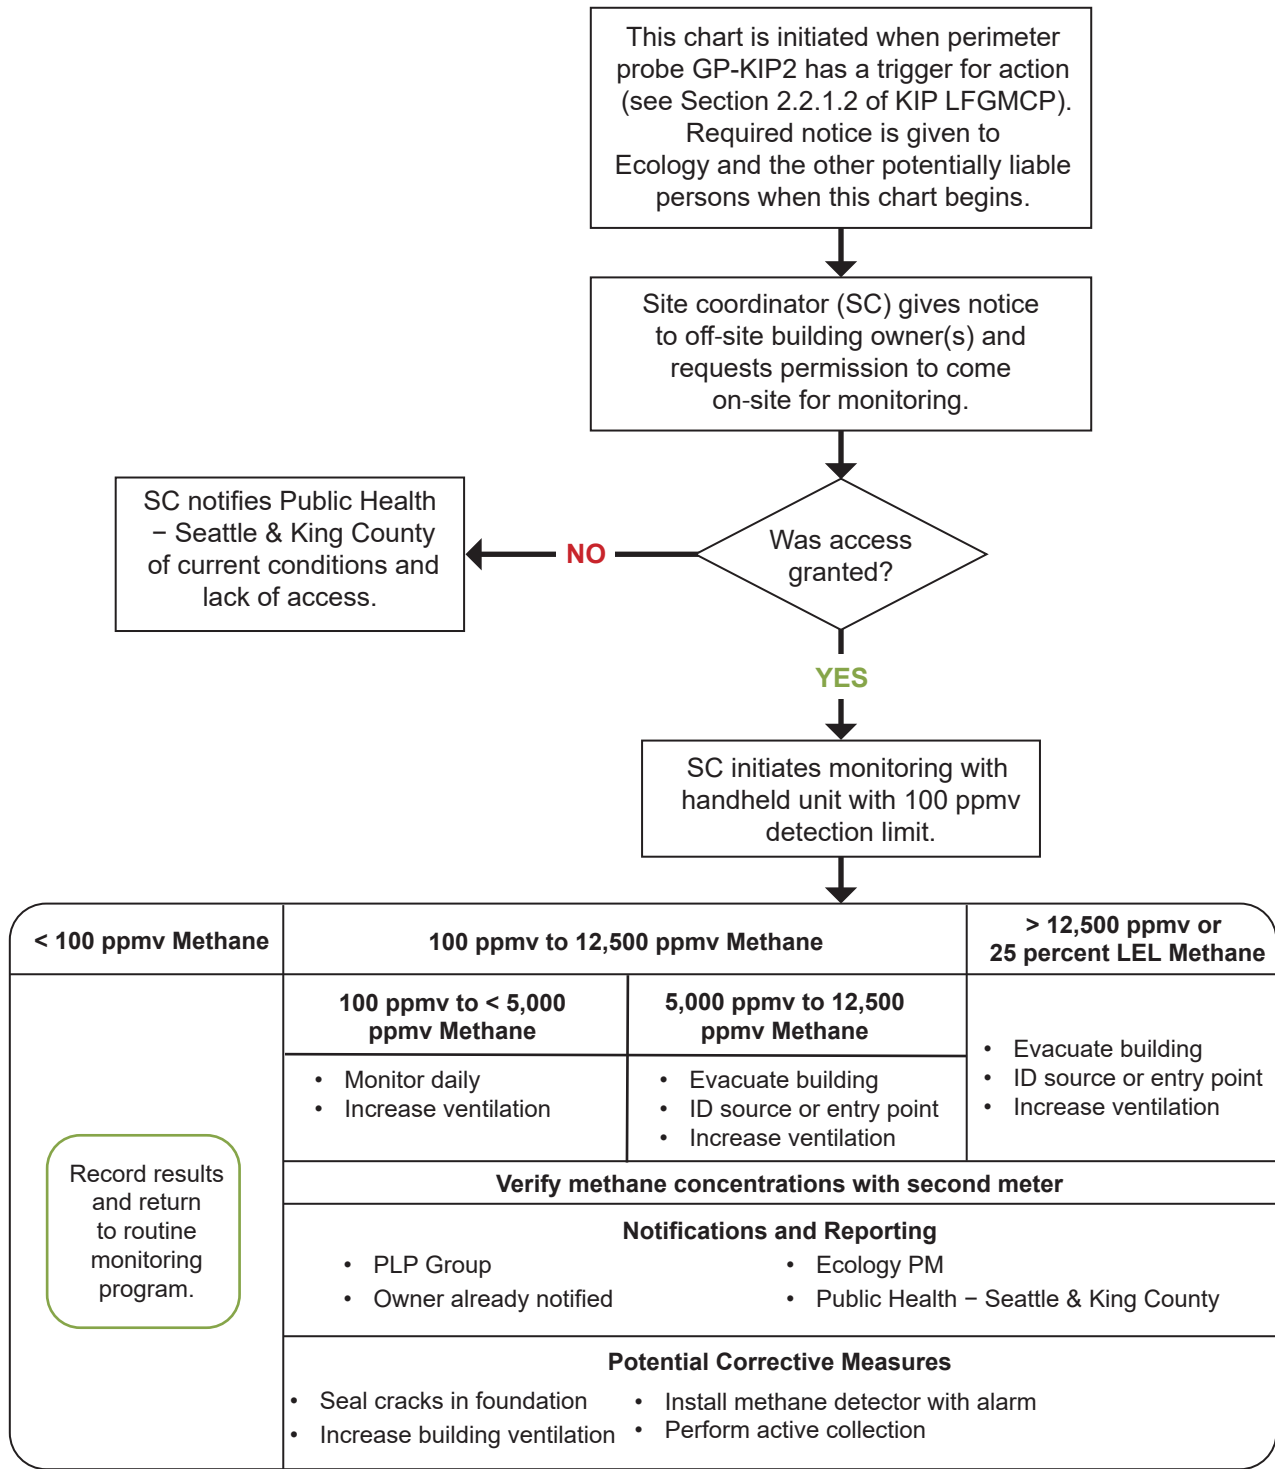 This chart is initiated when perimeter
probe GP-KIP2 has a trigger for action
(see Section 2.2.1.2 of KIP LFGMCP).
Required notice is given to
Ecology and the other potentially liable
persons when this chart begins.
Site coordinator (SC) gives notice
to off-site building owner(s) and
requests permission to come
on-site for monitoring.
Was access
granted?
NO
SC notifies Public Health
– Seattle & King County
of current conditions and
lack of access.
YES
SC initiates monitoring with
handheld unit with 100 ppmv
detection limit.
< 100 ppmv Methane
Record results
and return
to routine
monitoring
program.
100 ppmv to 12,500 ppmv Methane
100 ppmv to < 5,000
ppmv Methane
• Monitor daily
• Increase ventilation
5,000 ppmv to 12,500
ppmv Methane
• Evacuate building
• ID source or entry point
• Increase ventilation
> 12,500 ppmv or
25 percent LEL Methane
• Evacuate building
• ID source or entry point
• Increase ventilation
Verify methane concentrations with second meter
Notifications and Reporting
• PLP Group
• Owner already notified
• Ecology PM
• Public Health – Seattle & King County
Potential Corrective Measures
• Seal cracks in foundation
• Increase building ventilation
• Install methane detector with alarm
• Perform active collection